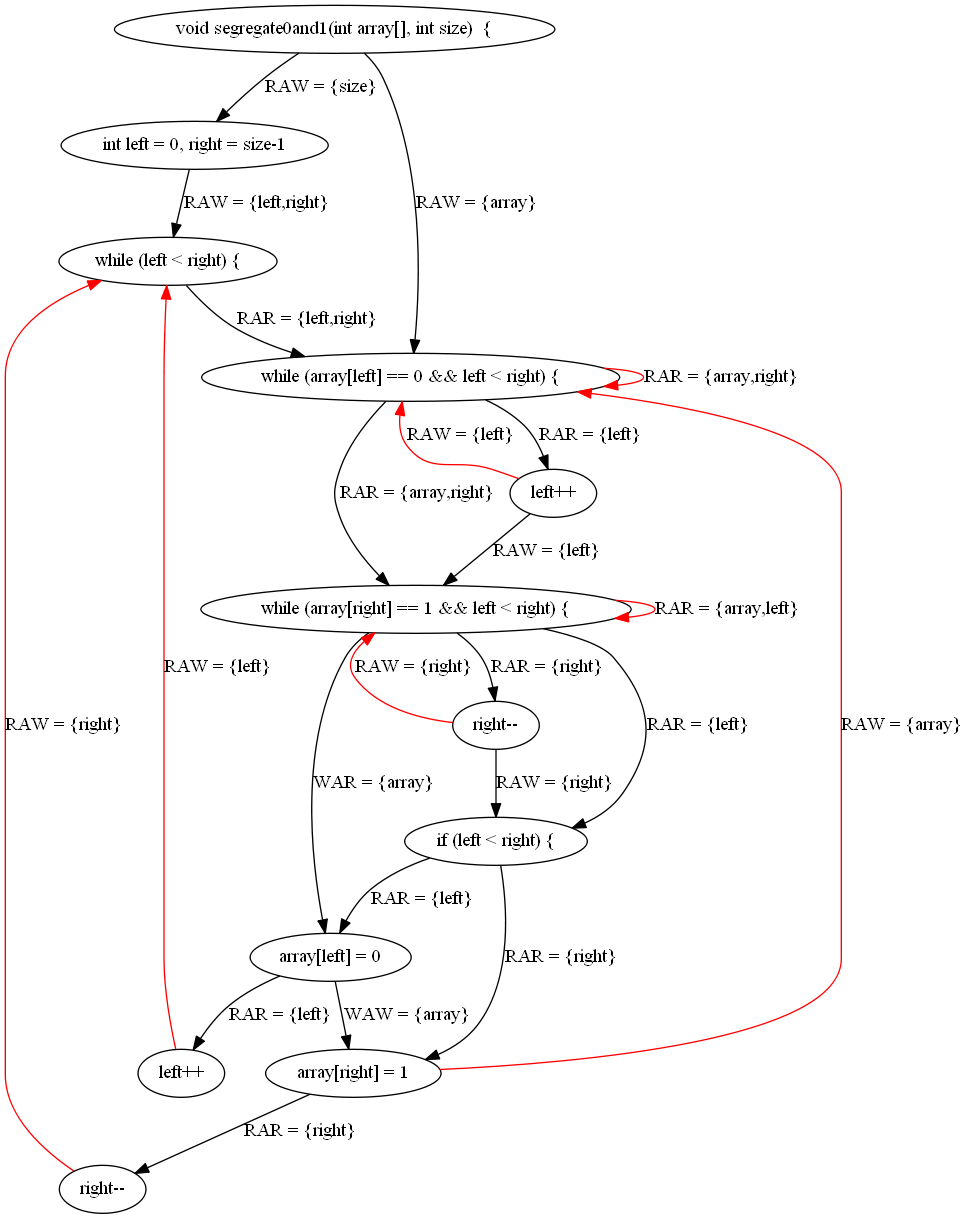 void segregate0and1(int array[], int size)  {
RAW = {size}
int left = 0, right = size-1
RAW = {left,right}
RAW = {array}
while (left < right) {
RAR = {left,right}
while (array[left] == 0 && left < right) {
RAR = {array,right}
RAW = {left}
RAR = {left}
RAR = {array,right}
left++
RAW = {left}
while (array[right] == 1 && left < right) {
RAR = {array,left}
RAW = {left}
RAW = {right}
RAR = {right}
RAW = {right}
right--
RAR = {left}
RAW = {array}
WAR = {array}
RAW = {right}
if (left < right) {
RAR = {left}
array[left] = 0
RAR = {right}
RAR = {left}
WAW = {array}
left++
array[right] = 1
RAR = {right}
right--